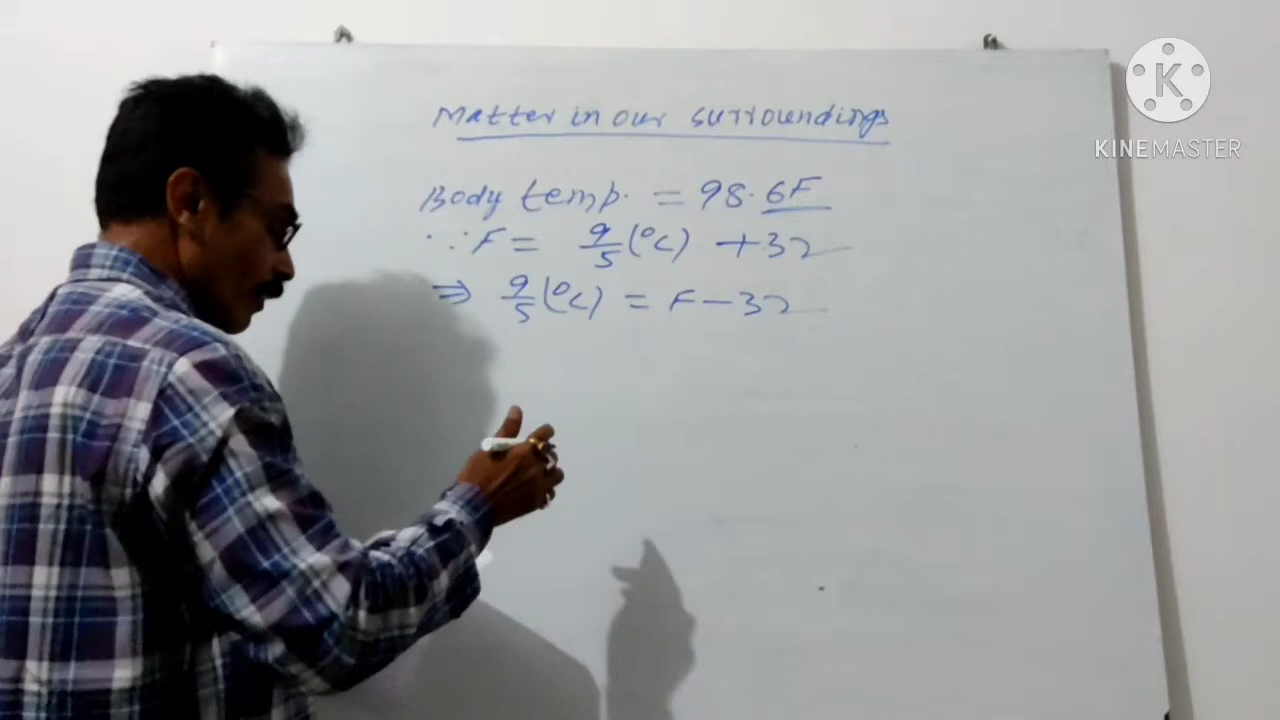 Matter in our surroundings
Body temp. = 98.6F
∵ F = 9/5 (°C) + 32
⇒ 9/5 (°C) = F - 32
K
KINEMASTER